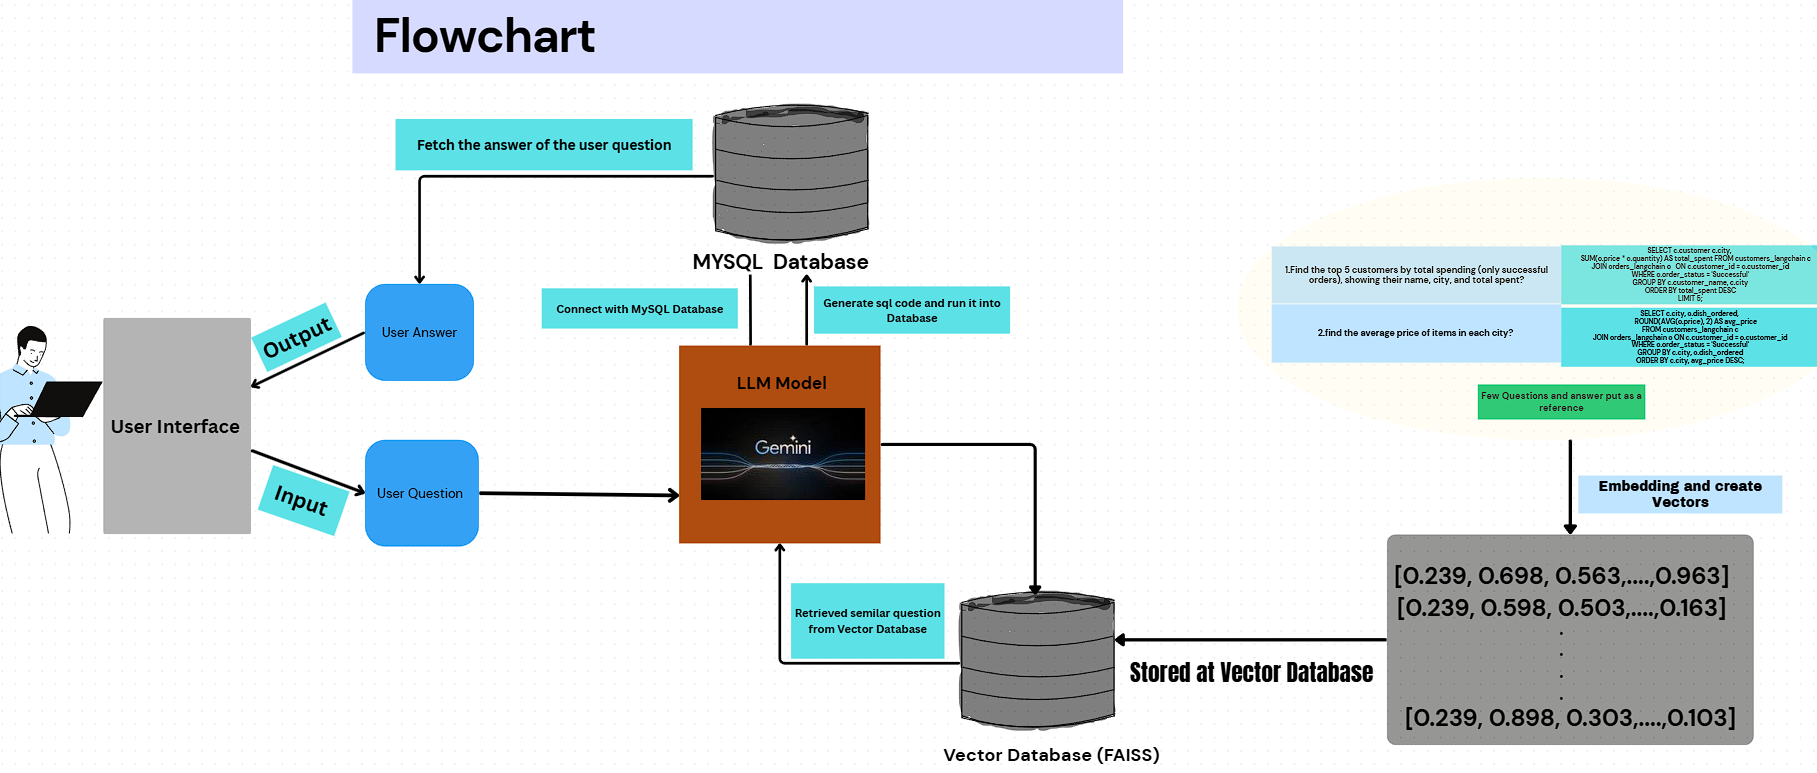 Flowchart
Fetch the answer of the user question
MYSQL Database
Connect with MySQL Database
Generate sql code and run it into
Database
User Answer
Output
User Interface
Input
User Question
LLM Model
Gemini
Retrieved semilar question
from Vector Database
Vector Database (FAISS)
Stored at Vector Database
1.Find the top 5 customers by total spending (only successful
orders), showing their name, city, and total spent?
SELECT c.customer c.city,
SUM(o.price * o.quantity) AS total_spent FROM customers_langchain c
JOIN orders_langchain o ON c.customer_id = o.customer_id
WHERE o.order_status = 'Successful'
GROUP BY c.customer_name, c.city
ORDER BY total_spent DESC
LIMIT 5;
2.find the average price of items in each city?
SELECT c.city, o.dish_ordered,
ROUND(AVG(o.price), 2) AS avg_price
FROM customers_langchain c
JOIN orders_langchain o ON c.customer_id = o.customer_id
WHERE o.order_status = 'Successful'
GROUP BY c.city, o.dish_ordered
ORDER BY c.city, avg_price DESC;
Few Questions and answer put as a
reference
Embedding and create
Vectors
[0.239, 0.698, 0.563,....,0.963]
[0.239, 0.598, 0.503,....,0.163]
.
.
.
.
[0.239, 0.898, 0.303,....,0.103]